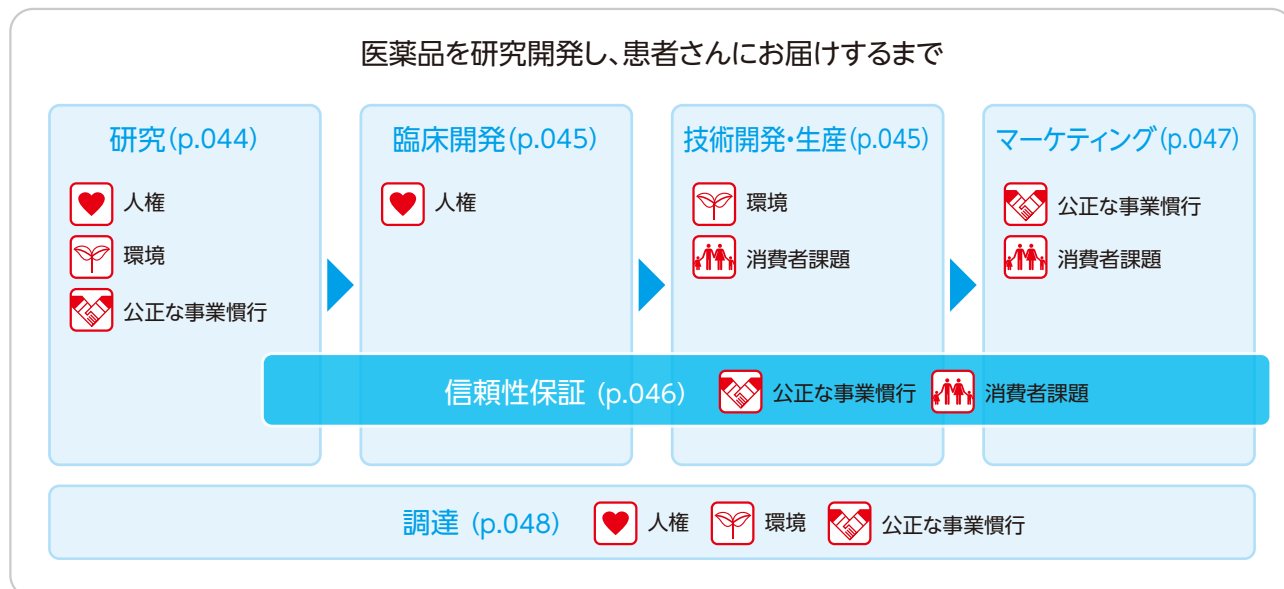 医薬品を研究開発し、患者さんにお届けするまで
研究(p.044)
人権
環境
公正な事業慣行
臨床開発(p.045)
人権
技術開発・生産(p.045)
環境
消費者課題
マーケティング(p.047)
公正な事業慣行
消費者課題
信頼性保証 (p.046) 公正な事業慣行 消費者課題
調達 (p.048) 人権 環境 公正な事業慣行